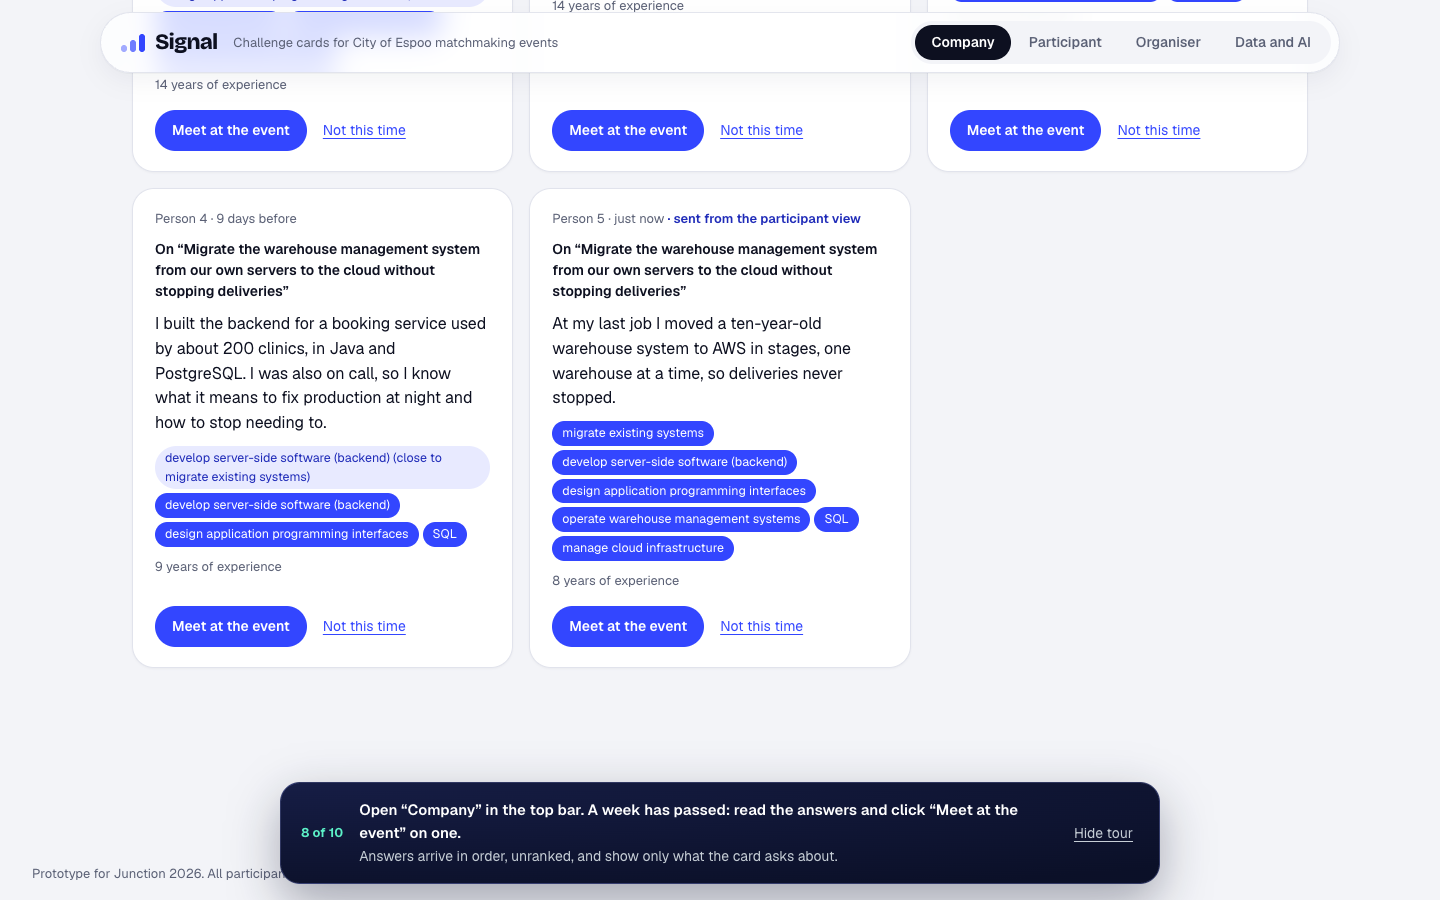 14 years of experience
Signal
Challenge cards for City of Espoo matchmaking events
Company
Participant
Organiser
Data and AI
14 years of experience
Meet at the event
Not this time
Meet at the event
Not this time
Meet at the event
Not this time
Person 4 · 9 days before
On “Migrate the warehouse management system
from our own servers to the cloud without
stopping deliveries”
I built the backend for a booking service used
by about 200 clinics, in Java and
PostgreSQL. I was also on call, so I know
what it means to fix production at night and
how to stop needing to.
develop server-side software (backend) (close to
migrate existing systems)
develop server-side software (backend)
design application programming interfaces
SQL
9 years of experience
Meet at the event
Not this time
Person 5 · just now · sent from the participant view
On “Migrate the warehouse management system
from our own servers to the cloud without
stopping deliveries”
At my last job I moved a ten-year-old
warehouse system to AWS in stages, one
warehouse at a time, so deliveries never
stopped.
migrate existing systems
develop server-side software (backend)
design application programming interfaces
operate warehouse management systems
SQL
manage cloud infrastructure
8 years of experience
Meet at the event
Not this time
8 of 10
Open “Company” in the top bar. A week has passed: read the answers and click “Meet at the
event” on one.
Answers arrive in order, unranked, and show only what the card asks about.
Hide tour
Prototype for Junction 2026. All